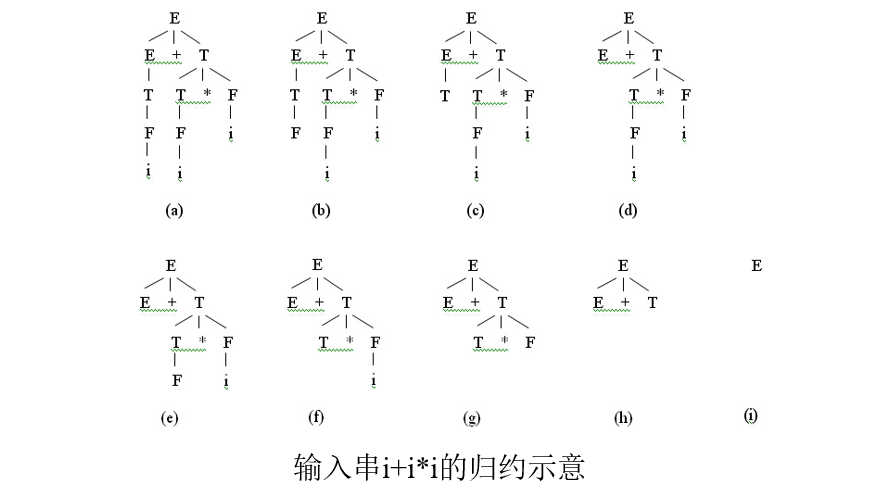 E E E E
E + T E + T E + T E + T
T T * F T T * F T T * F T * F
F F i F F i F i F i
i i i i i
(a) (b) (c) (d)
E E E E E
E + T E + T E + T E + T
T * F T * F T * F
F i i
(e) (f) (g) (h) (i)
输入串i+i*i的归约示意